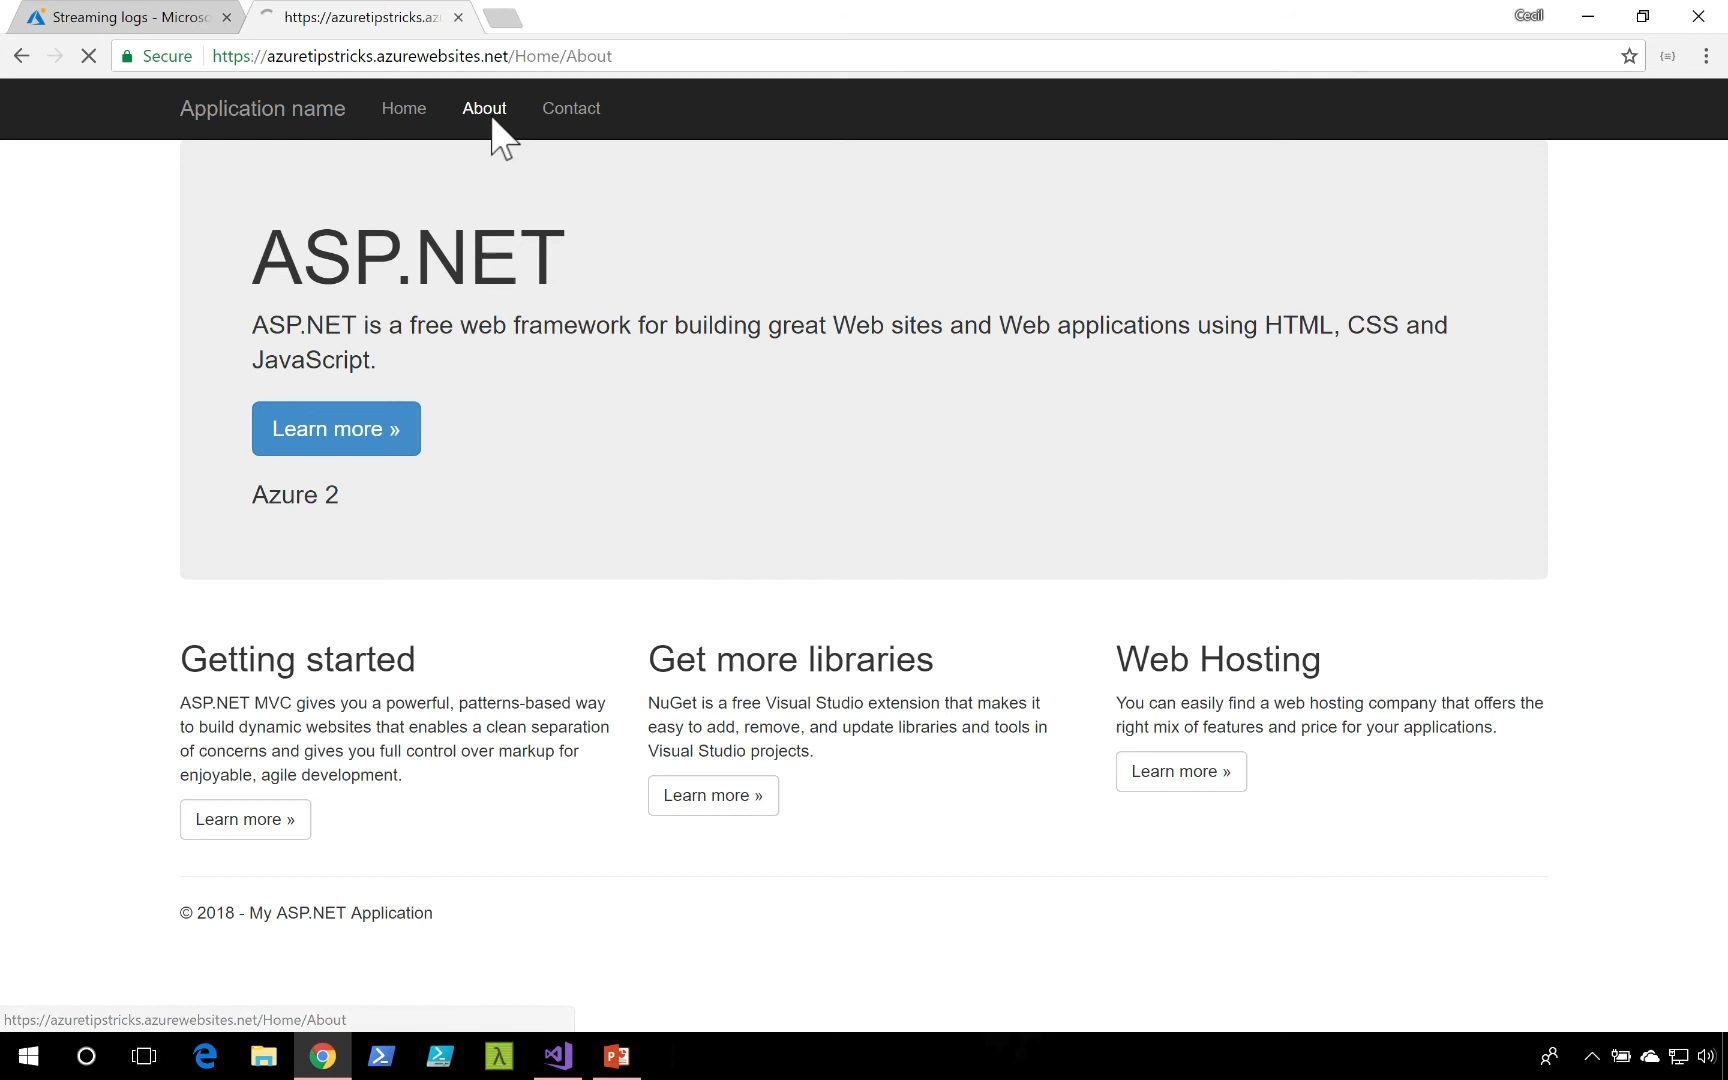 Streaming logs - Microso
https://azuretipstricks.az
Cecil
Secure https://azuretipstricks.azurewebsites.net/Home/About
Application name Home About Contact
ASP.NET
ASP.NET is a free web framework for building great Web sites and Web applications using HTML, CSS and
JavaScript.
Learn more »
Azure 2
Getting started
ASP.NET MVC gives you a powerful, patterns-based way
to build dynamic websites that enables a clean separation
of concerns and gives you full control over markup for
enjoyable, agile development.
Learn more »
Get more libraries
NuGet is a free Visual Studio extension that makes it
easy to add, remove, and update libraries and tools in
Visual Studio projects.
Learn more »
Web Hosting
You can easily find a web hosting company that offers the
right mix of features and price for your applications.
Learn more »
© 2018 - My ASP.NET Application
https://azuretipstricks.azurewebsites.net/Home/About